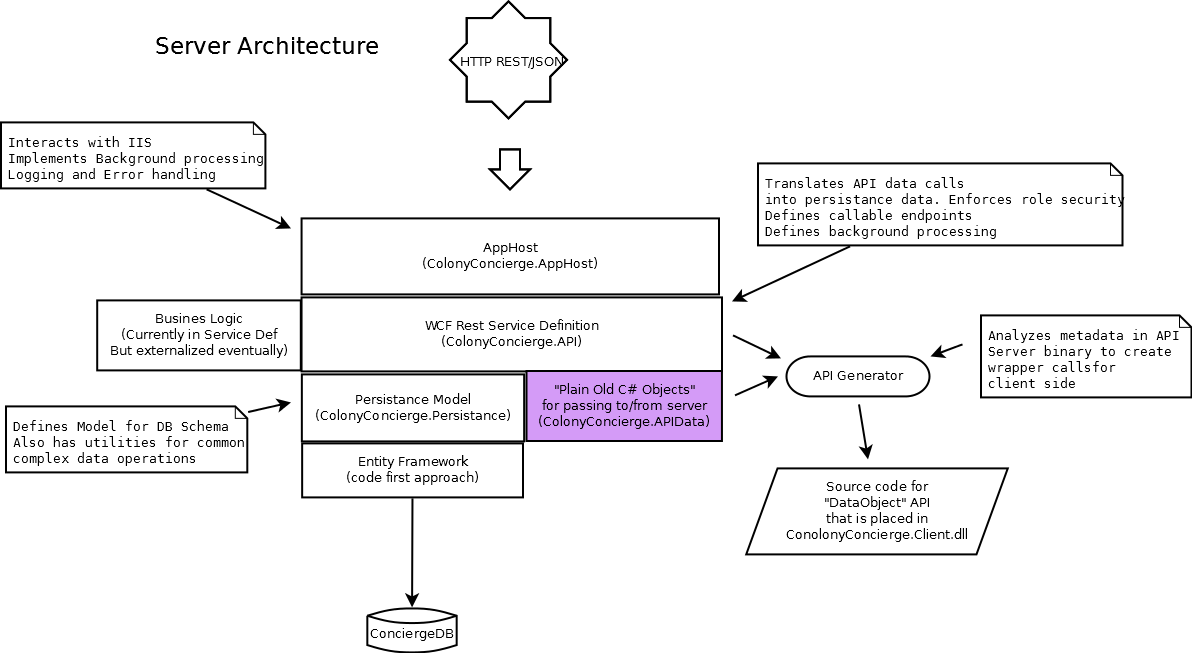 Server Architecture
HTTP REST/JSON
Interacts with IIS
Implements Background processing
Logging and Error handling
Translates API data calls
into persistance data. Enforces role security
Defines callable endpoints
Defines background processing
AppHost
(ColonyConcierge.AppHost)
Busines Logic
(Currently in Service Def
But externalized eventually)
WCF Rest Service Definition
(ColonyConcierge.API)
Analyzes metadata in API
Server binary to create
wrapper callsfor
client side
API Generator
Persistance Model
(ColonyConcierge.Persistance)
"Plain Old C# Objects"
for passing to/from server
(ColonyConcierge.APIData)
Defines Model for DB Schema
Also has utilities for common
complex data operations
Entity Framework
(code first approach)
Source code for
"DataObject" API
that is placed in
ConolonyConcierge.Client.dll
ConciergeDB